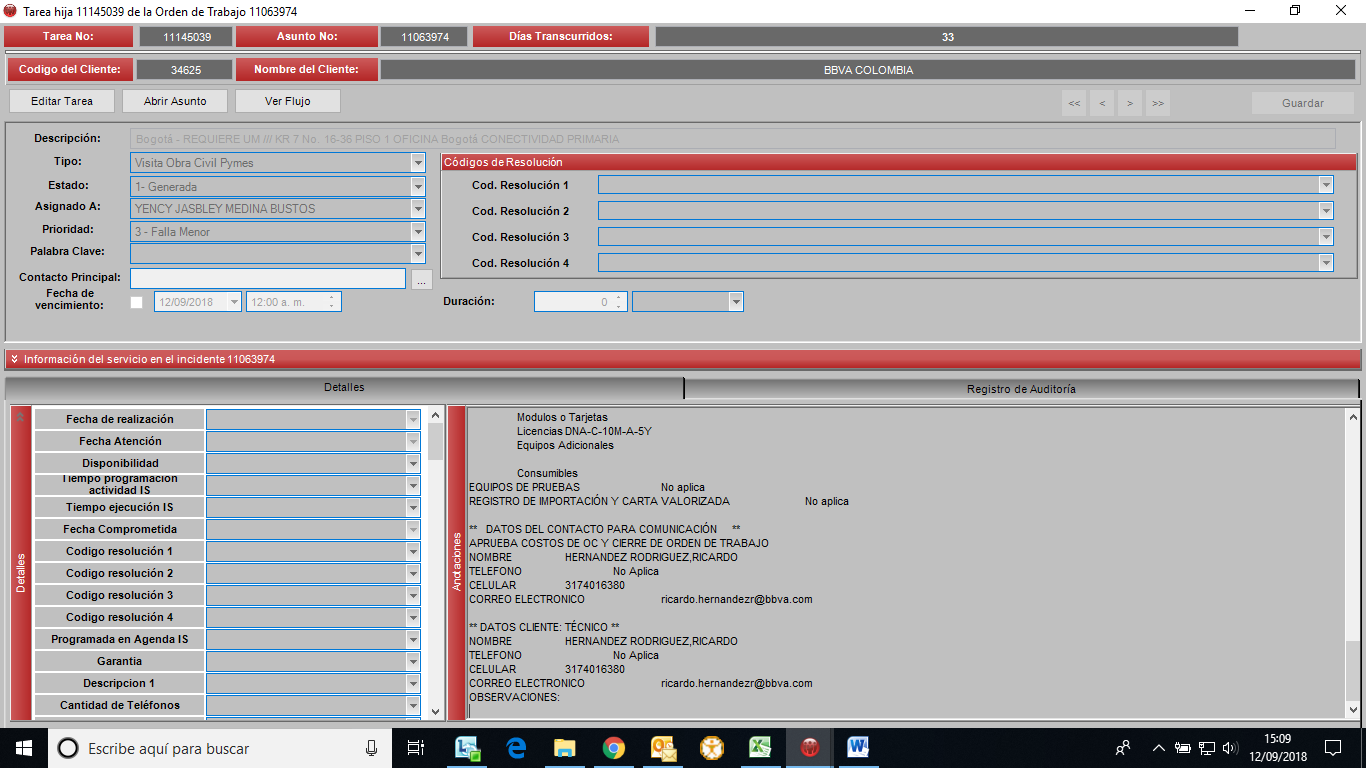 Tarea hija 11145039 de la Orden de Trabajo 11063974
Tarea No: 11145039 Asunto No: 11063974 Días Transcurridos: 33
Codigo del Cliente: 34625 Nombre del Cliente: BBVA COLOMBIA
Editar Tarea Abrir Asunto Ver Flujo << < > >> Guardar
Descripción: Bogotá - REQUIERE UM /// KR 7 No. 16-36 PISO 1 OFICINA Bogotá CONECTIVIDAD PRIMARIA
Tipo: Visita Obra Civil Pymes
Estado: 1- Generada
Asignado A: YENCY JASBLEY MEDINA BUSTOS
Prioridad: 3 - Falla Menor
Palabra Clave:
Contacto Principal: ...
Fecha de
vencimiento: 12/09/2018 12:00 a. m.
Códigos de Resolución
Cod. Resolución 1
Cod. Resolución 2
Cod. Resolución 3
Cod. Resolución 4
Duración: 0
Información del servicio en el incidente 11063974
Detalles Registro de Auditoría
Detalles
Fecha de realización
Fecha Atención
Disponibilidad
Tiempo programación
actividad IS
Tiempo ejecución IS
Fecha Comprometida
Codigo resolución 1
Codigo resolución 2
Codigo resolución 3
Codigo resolución 4
Programada en Agenda IS
Garantia
Descripcion 1
Cantidad de Teléfonos
Anotaciones
Modulos o Tarjetas
Licencias DNA-C-10M-A-5Y
Equipos Adicionales
Consumibles
EQUIPOS DE PRUEBAS No aplica
REGISTRO DE IMPORTACIÓN Y CARTA VALORIZADA No aplica
** DATOS DEL CONTACTO PARA COMUNICACIÓN **
APRUEBA COSTOS DE OC Y CIERRE DE ORDEN DE TRABAJO
NOMBRE HERNANDEZ RODRIGUEZ,RICARDO
TELEFONO No Aplica
CELULAR 3174016380
CORREO ELECTRONICO ricardo.hernandezr@bbva.com
** DATOS CLIENTE: TÉCNICO **
NOMBRE HERNANDEZ RODRIGUEZ,RICARDO
TELEFONO No Aplica
CELULAR 3174016380
CORREO ELECTRONICO ricardo.hernandezr@bbva.com
OBSERVACIONES:
Escribe aquí para buscar
15:09
12/09/2018